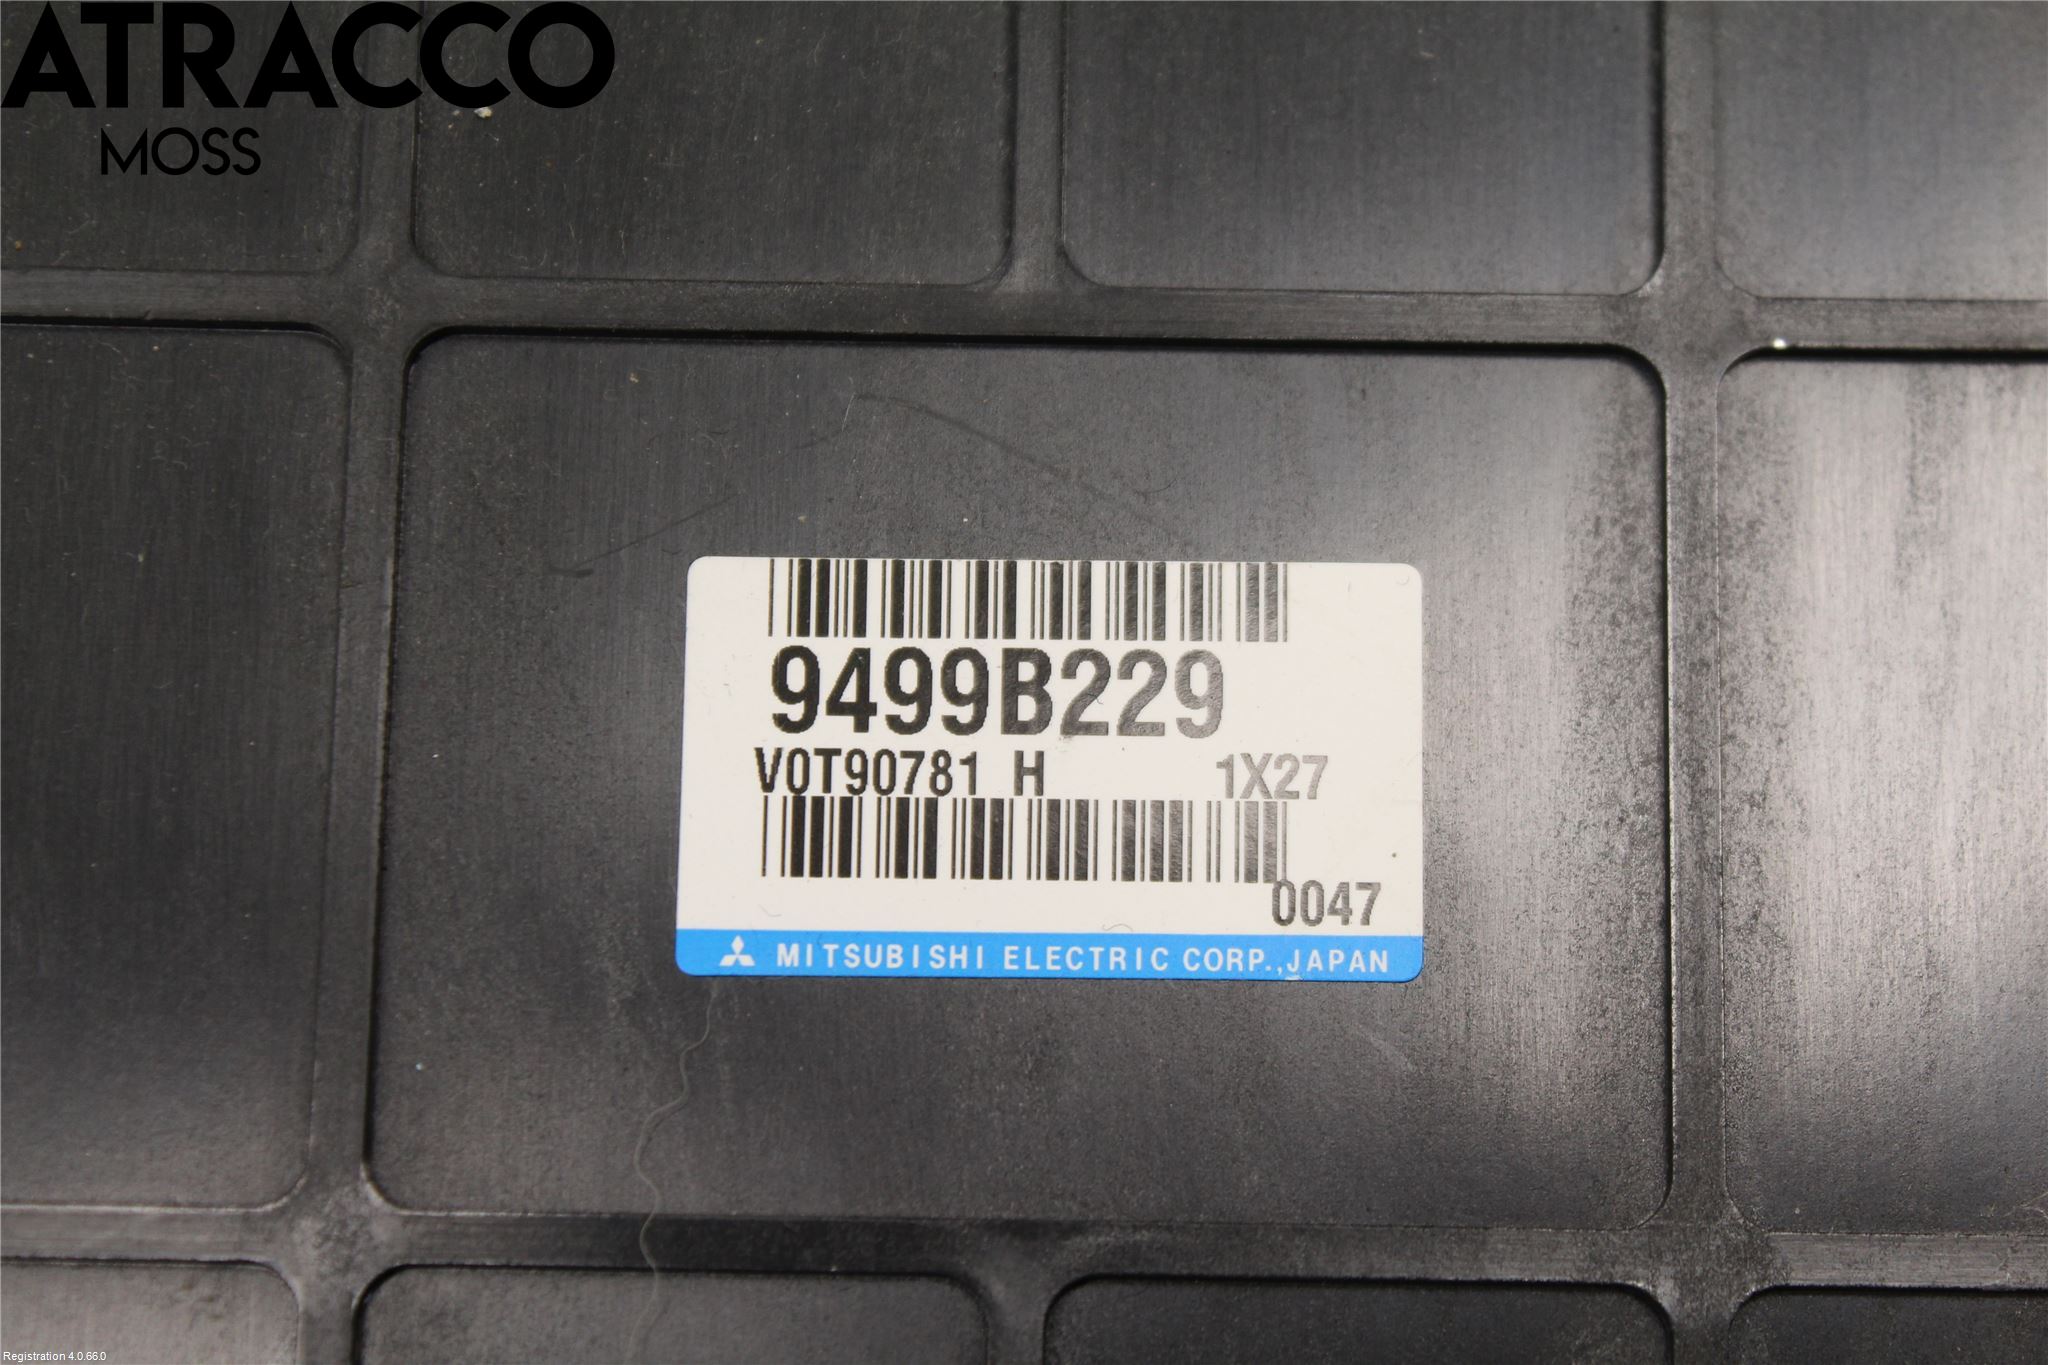 ATRACCO
MOSS
9499B229
V0T90781 H 1X27
0047
MITSUBISHI ELECTRIC CORP.,JAPAN
Registration 4.0.66.0